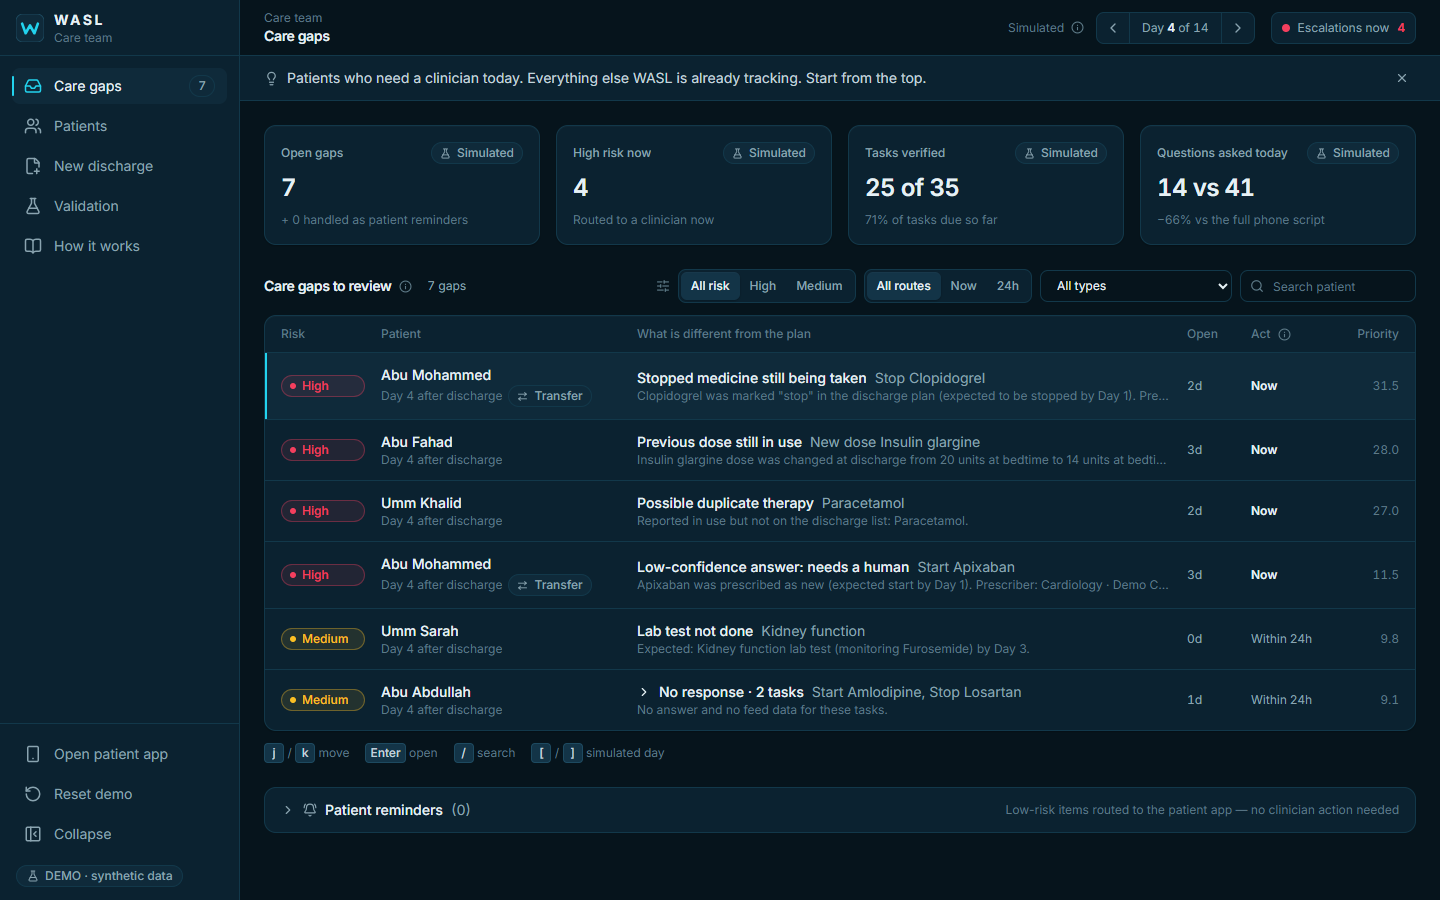 WASL
Care team
Care gaps 7
Patients
New discharge
Validation
How it works
Open patient app
Reset demo
Collapse
DEMO · synthetic data
Care team
Care gaps
Simulated
Day 4 of 14
Escalations now 4
Patients who need a clinician today. Everything else WASL is already tracking. Start from the top.
Open gaps Simulated
7
+ 0 handled as patient reminders
High risk now Simulated
4
Routed to a clinician now
Tasks verified Simulated
25 of 35
71% of tasks due so far
Questions asked today Simulated
14 vs 41
−66% vs the full phone script
Care gaps to review 7 gaps
All risk High Medium
All routes Now 24h
All types
Search patient
Risk Patient What is different from the plan Open Act Priority
High Abu Mohammed Stopped medicine still being taken Stop Clopidogrel 2d Now 31.5
Day 4 after discharge Transfer Clopidogrel was marked "stop" in the discharge plan (expected to be stopped by Day 1). Pre...
High Abu Fahad Previous dose still in use New dose Insulin glargine 3d Now 28.0
Day 4 after discharge Insulin glargine dose was changed at discharge from 20 units at bedtime to 14 units at bedti...
High Umm Khalid Possible duplicate therapy Paracetamol 2d Now 27.0
Day 4 after discharge Reported in use but not on the discharge list: Paracetamol.
High Abu Mohammed Low-confidence answer: needs a human Start Apixaban 3d Now 11.5
Day 4 after discharge Transfer Apixaban was prescribed as new (expected start by Day 1). Prescriber: Cardiology · Demo C...
Medium Umm Sarah Lab test not done Kidney function 0d Within 24h 9.8
Day 4 after discharge Expected: Kidney function lab test (monitoring Furosemide) by Day 3.
Medium Abu Abdullah No response · 2 tasks Start Amlodipine, Stop Losartan 1d Within 24h 9.1
Day 4 after discharge No answer and no feed data for these tasks.
j / k move Enter open / search [ / ] simulated day
Patient reminders (0) Low-risk items routed to the patient app — no clinician action needed